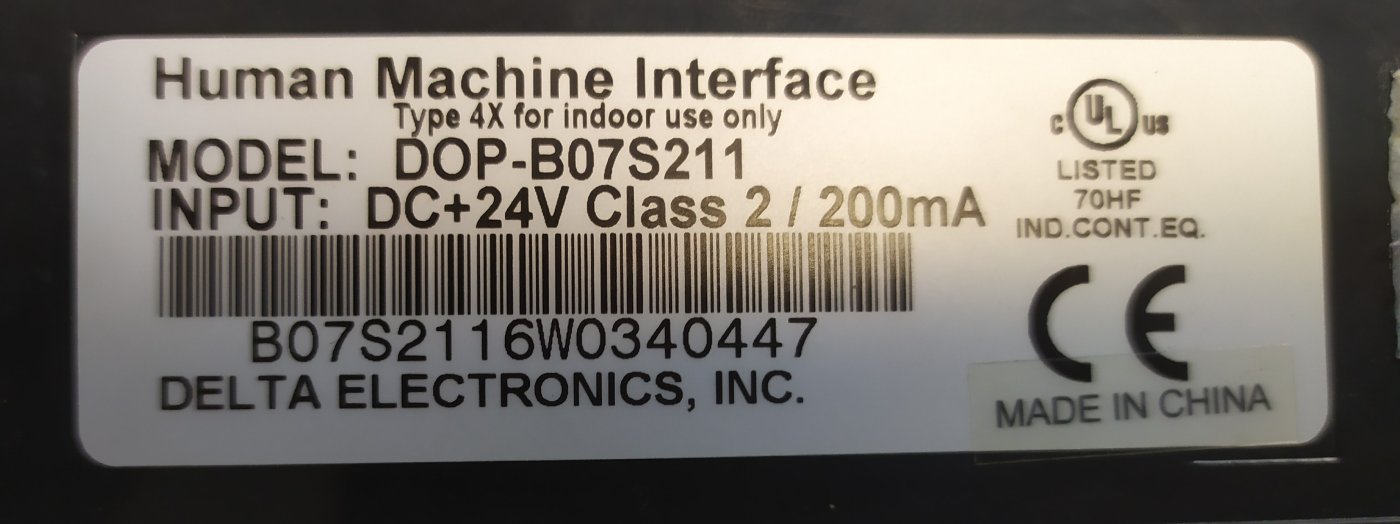 Human Machine Interface
Type 4X for indoor use only
MODEL: DOP-B07S211
INPUT: DC+24V Class 2 / 200mA
B07S2116W0340447
DELTA ELECTRONICS, INC.
C UL US
LISTED
70HF
IND.CONT.EQ.
CE
MADE IN CHINA